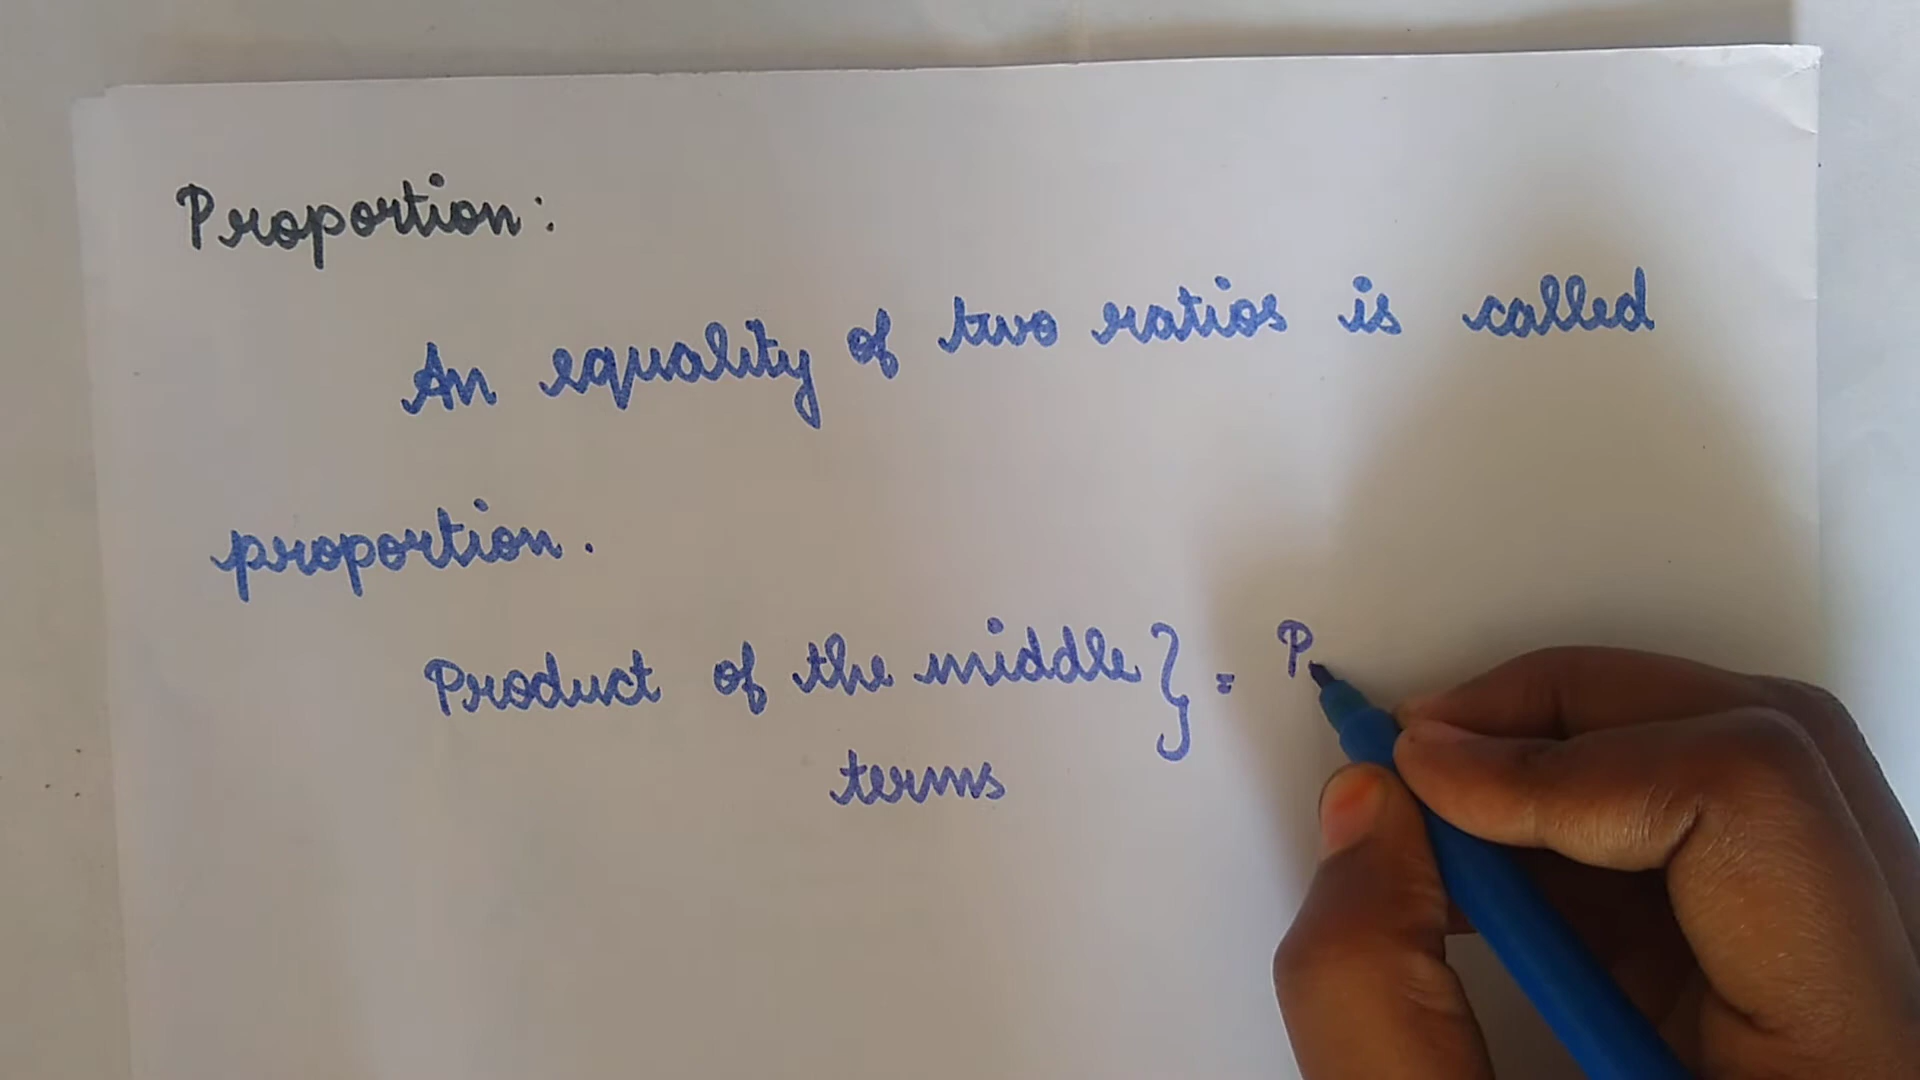 Proportion:
An equality of two ratios is called
proportion.
Product of the middle } = P
terms